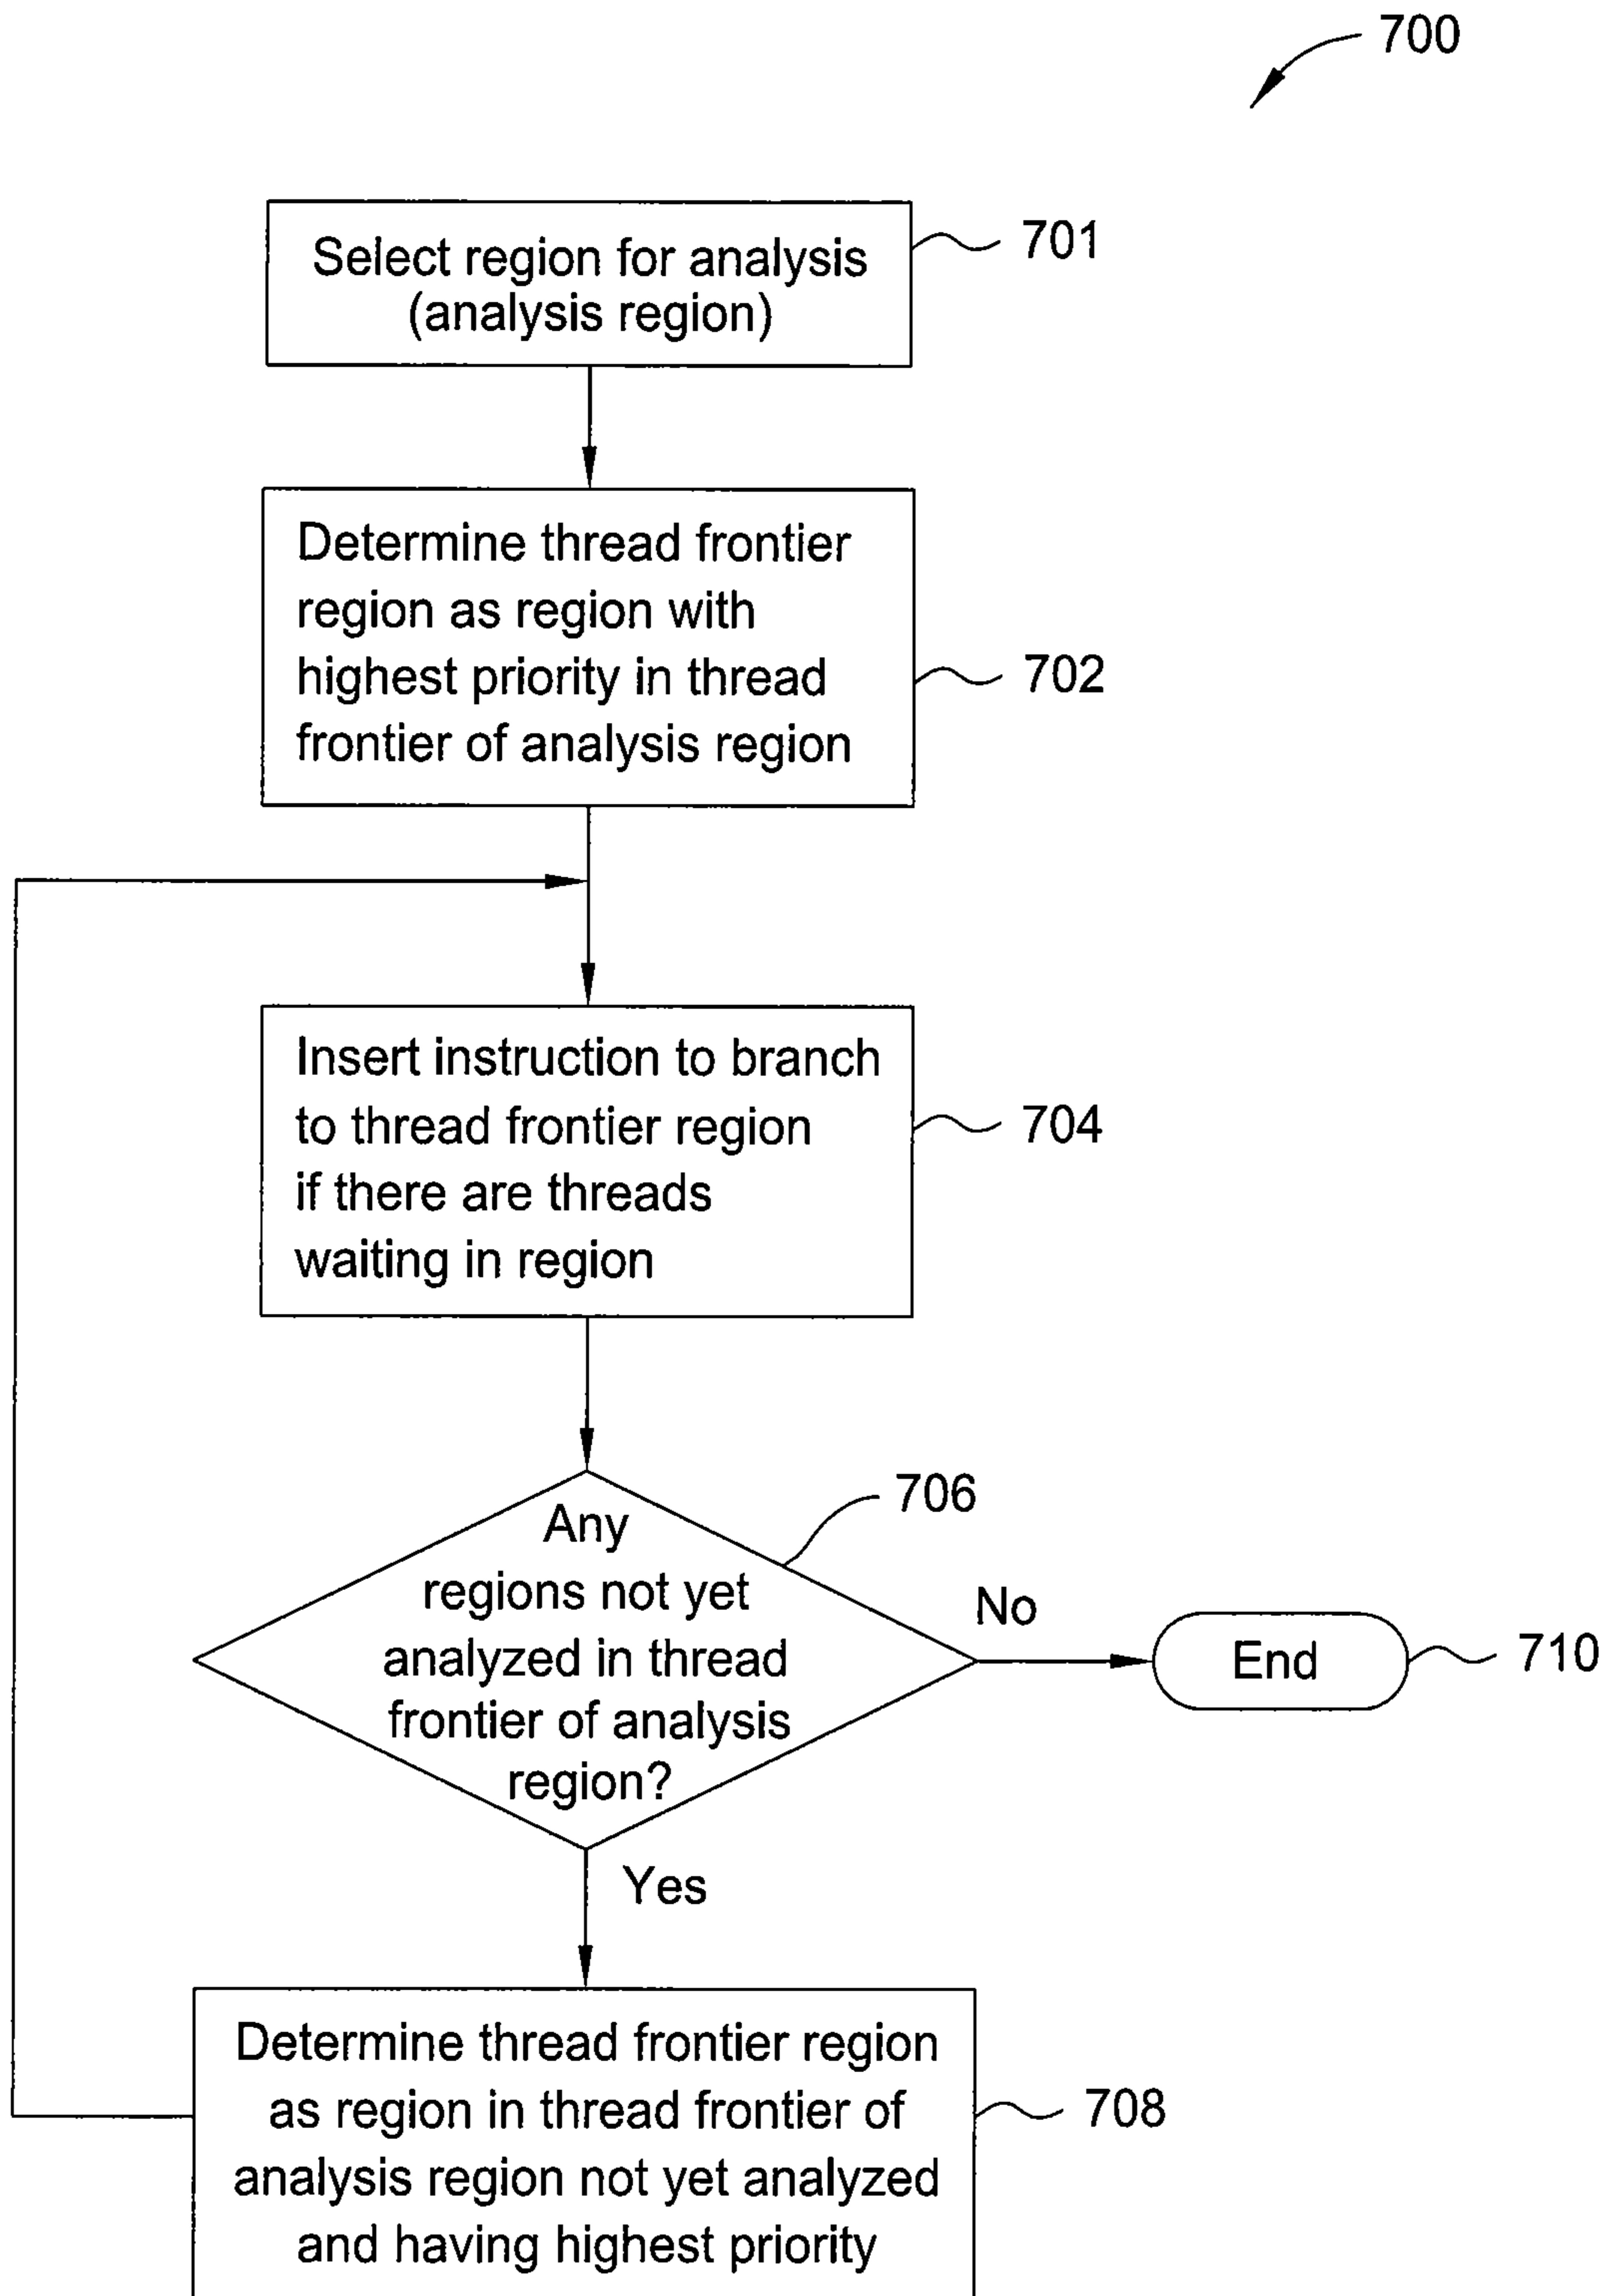 700
Select region for analysis
(analysis region)
701
Determine thread frontier
region as region with
highest priority in thread
frontier of analysis region
702
Insert instruction to branch
to thread frontier region
if there are threads
waiting in region
704
Any
regions not yet
analyzed in thread
frontier of analysis
region?
706
No
End
710
Yes
Determine thread frontier region
as region in thread frontier of
analysis region not yet analyzed
and having highest priority
708